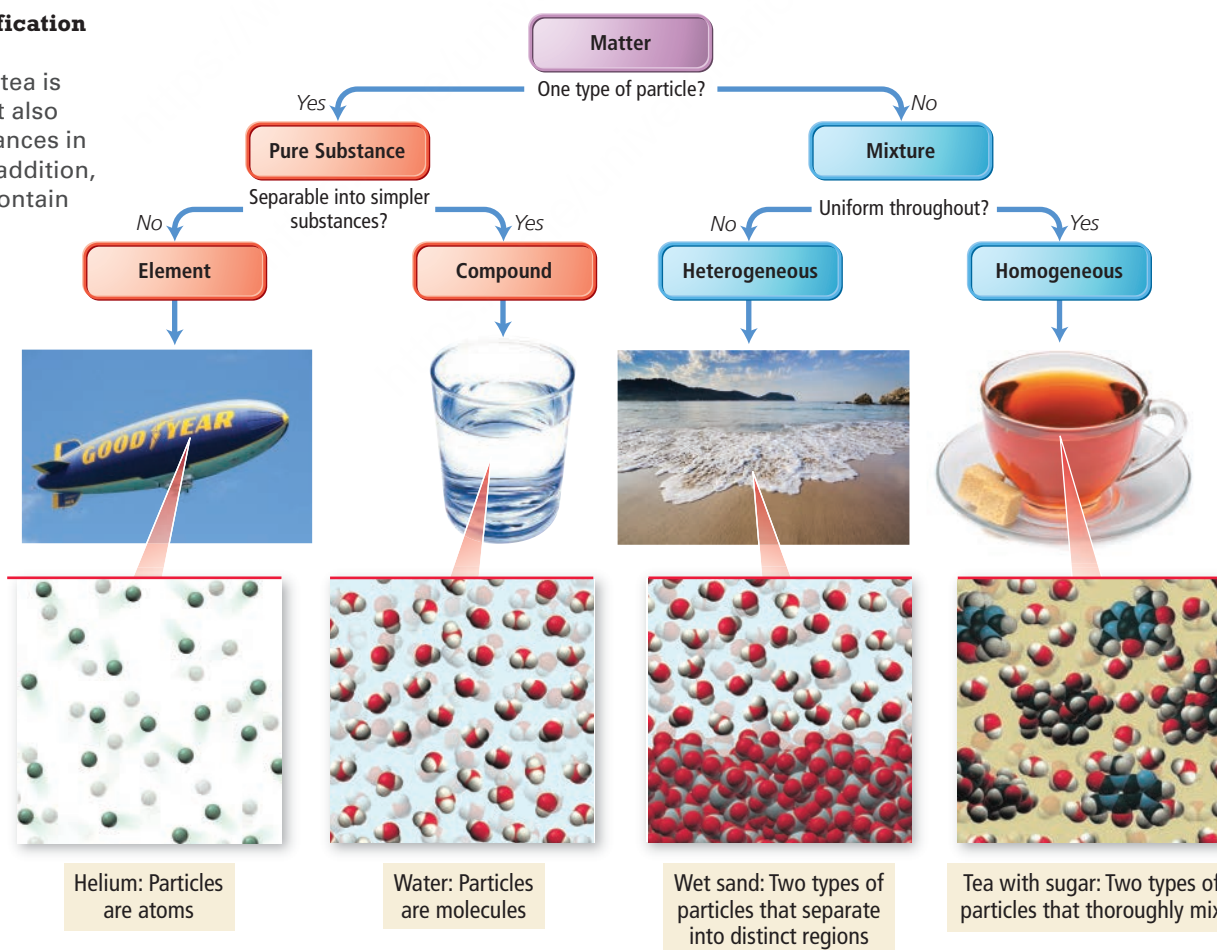 ification
tea is
t also
ances in
addition,
ontain
Matter
One type of particle?
Yes
No
Pure Substance
Mixture
Separable into simpler
substances?
Uniform throughout?
No
Yes
No
Yes
Element
Compound
Heterogeneous
Homogeneous
GOODYEAR
Helium: Particles
are atoms
Water: Particles
are molecules
Wet sand: Two types of
particles that separate
into distinct regions
Tea with sugar: Two types of
particles that thoroughly mix